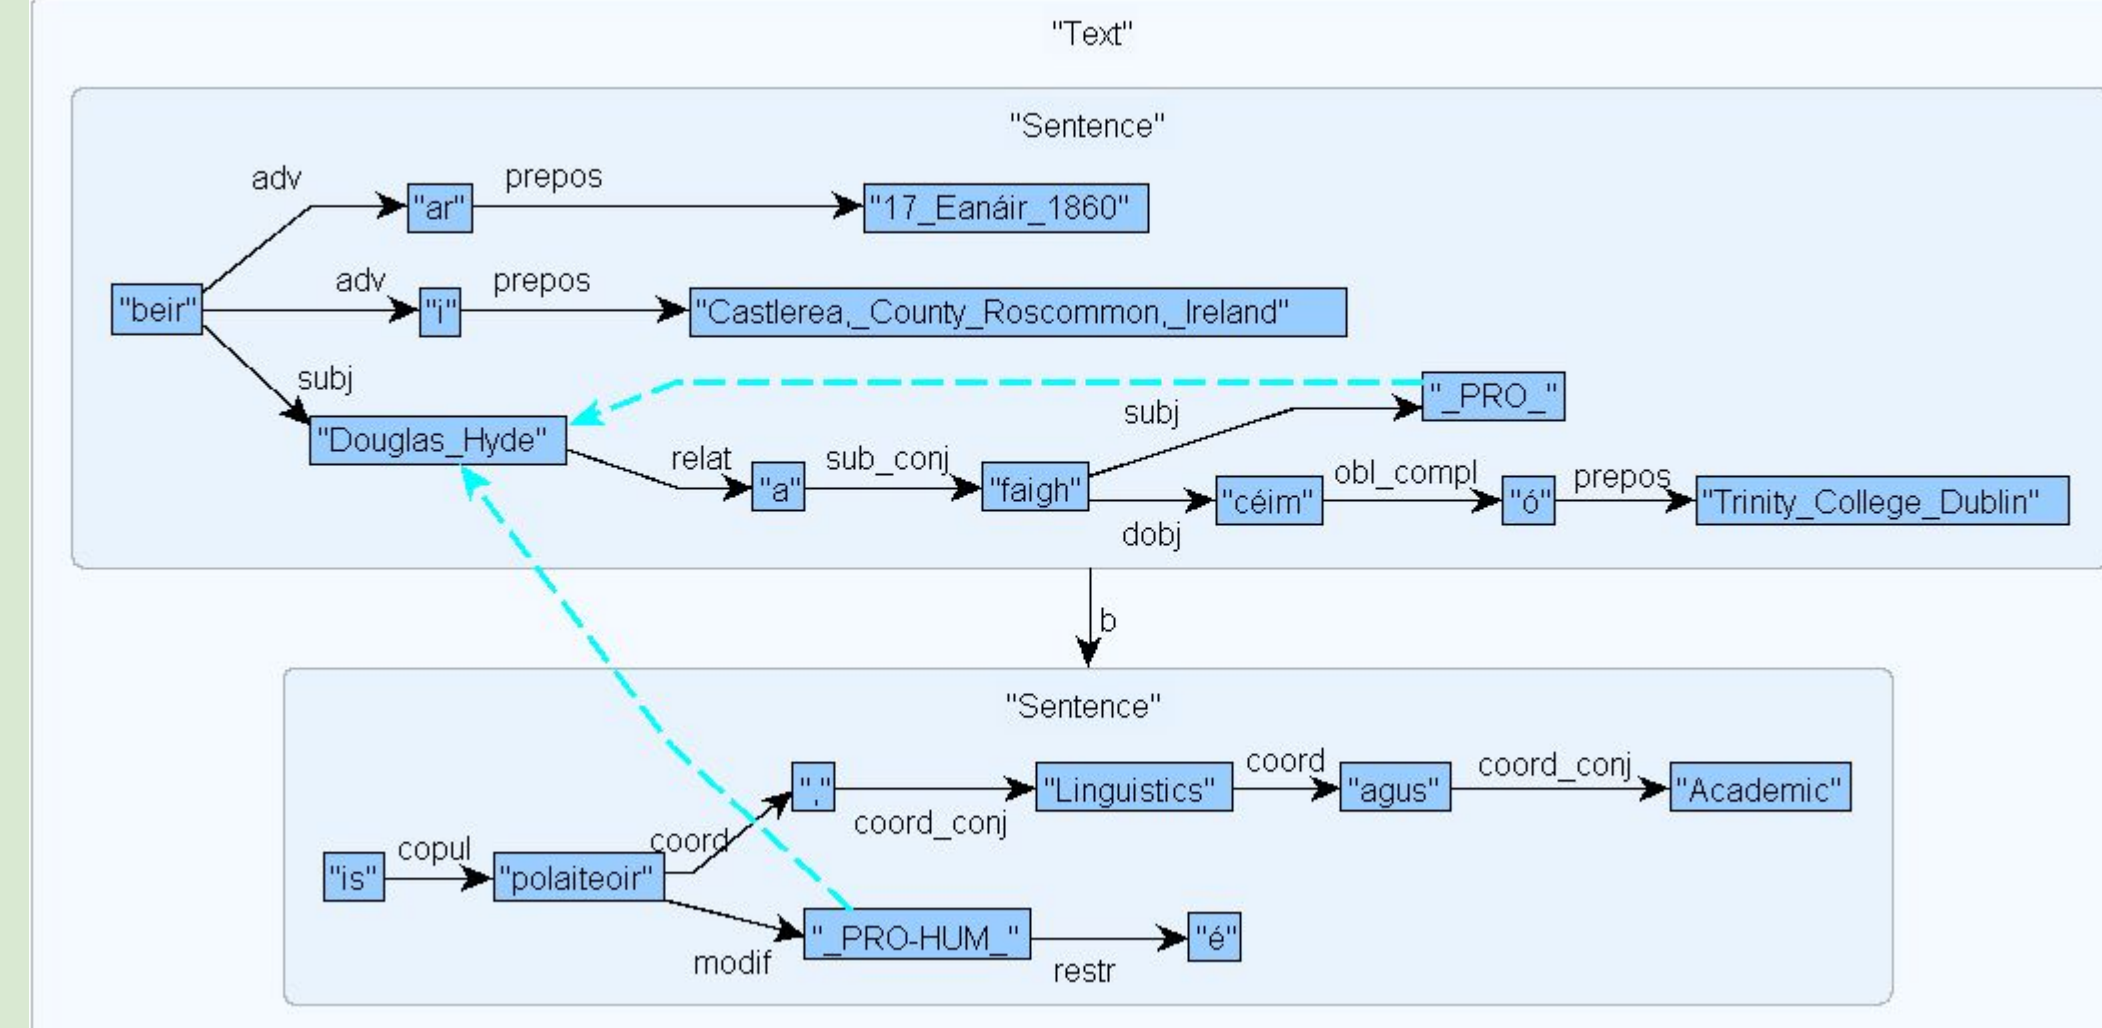 "Text"
"Sentence"
adv "ar" prepos "17_Eanáir_1860"
"beir" adv "i" prepos "Castlerea,_County_Roscommon,_Ireland"
subj "Douglas_Hyde" relat "a" sub_conj "faigh" subj "_PRO_"
dobj "céim" obl_compl "ó" prepos "Trinity_College_Dublin"
b
"Sentence"
"is" copul "polaiteoir" coord "," coord_conj "Linguistics" coord "agus" coord_conj "Academic"
modif "_PRO-HUM_" restr "é"